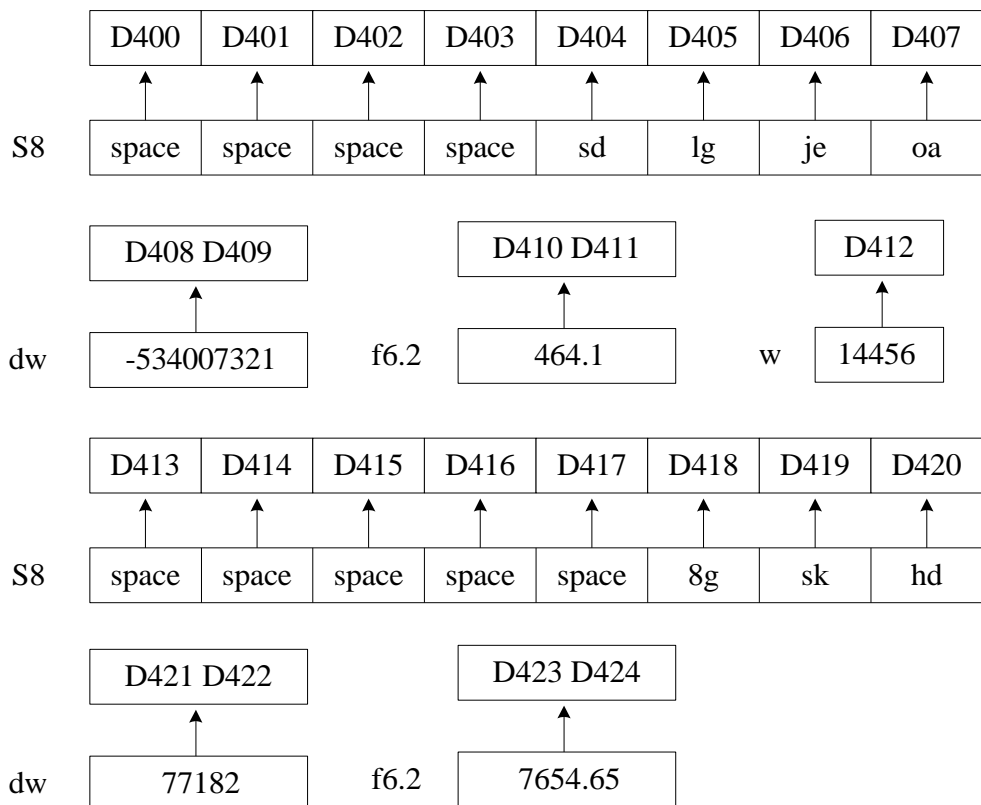 D400 D401 D402 D403 D404 D405 D406 D407
S8 space space space space sd lg je oa
D408 D409 D410 D411 D412
dw -534007321 f6.2 464.1 w 14456
D413 D414 D415 D416 D417 D418 D419 D420
S8 space space space space space 8g sk hd
D421 D422 D423 D424
dw 77182 f6.2 7654.65